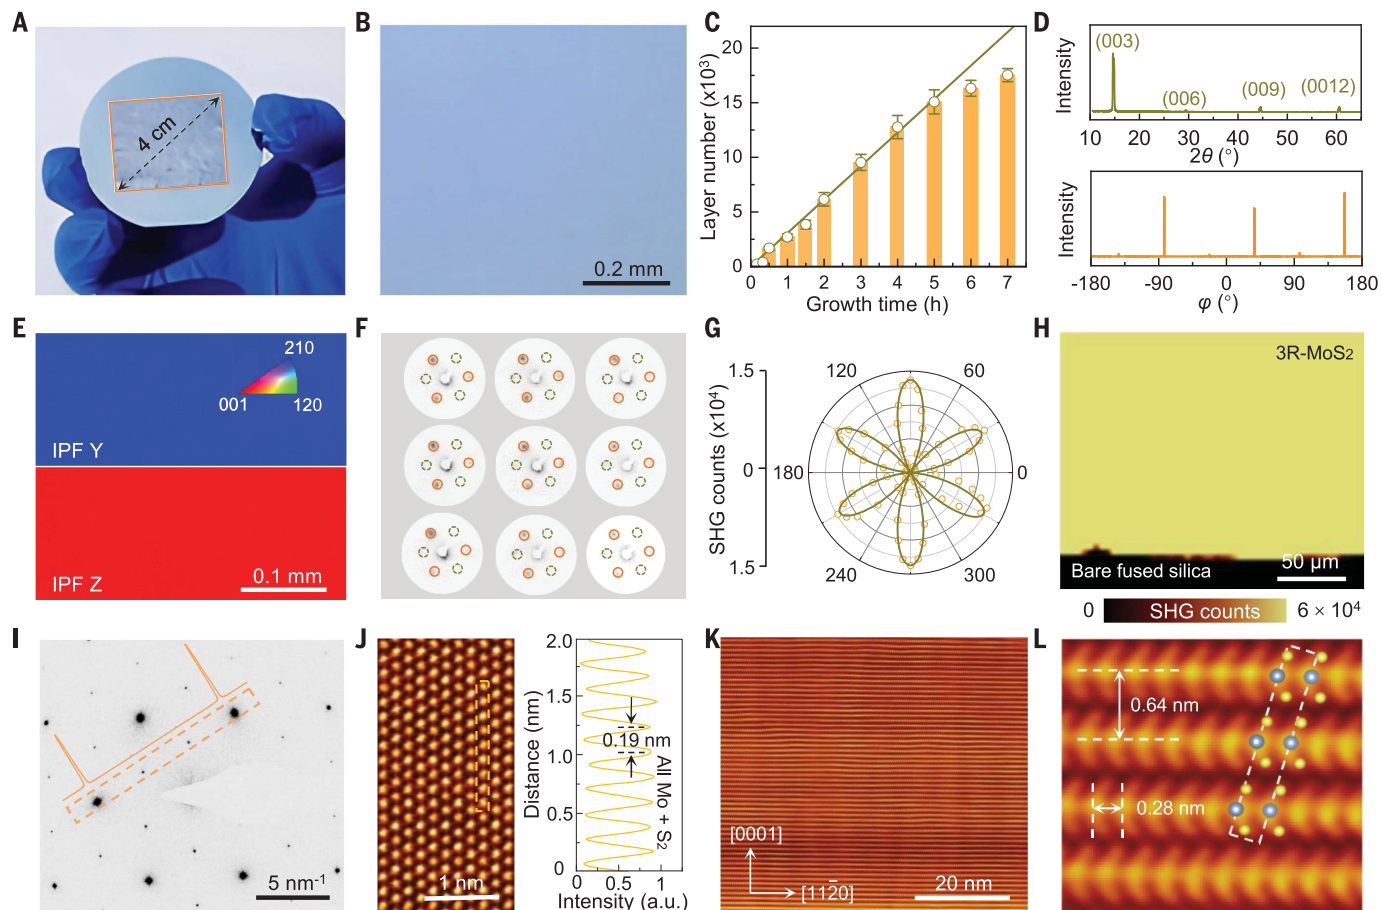 A
4 cm
B
0.2 mm
C
Layer number (x10³)
20
15
10
5
0
0 1 2 3 4 5 6 7
Growth time (h)
D
Intensity
(003)
(006)
(009)
(0012)
10 20 30 40 50 60
2θ (°)
Intensity
-180 -90 0 90 180
φ (°)
E
210
001 120
IPF Y
IPF Z
0.1 mm
F
G
SHG counts (x10⁴)
1.5
0
1.5
120 60
180 0
240 300
H
3R-MoS₂
Bare fused silica
50 μm
0 SHG counts 6 × 10⁴
I
5 nm⁻¹
J
1 nm
Distance (nm)
2.0
1.5
1.0
0.5
0
0.19 nm
All Mo + S₂
0 0.5 1
Intensity (a.u.)
K
[0001]
[112̄0]
20 nm
L
0.64 nm
0.28 nm